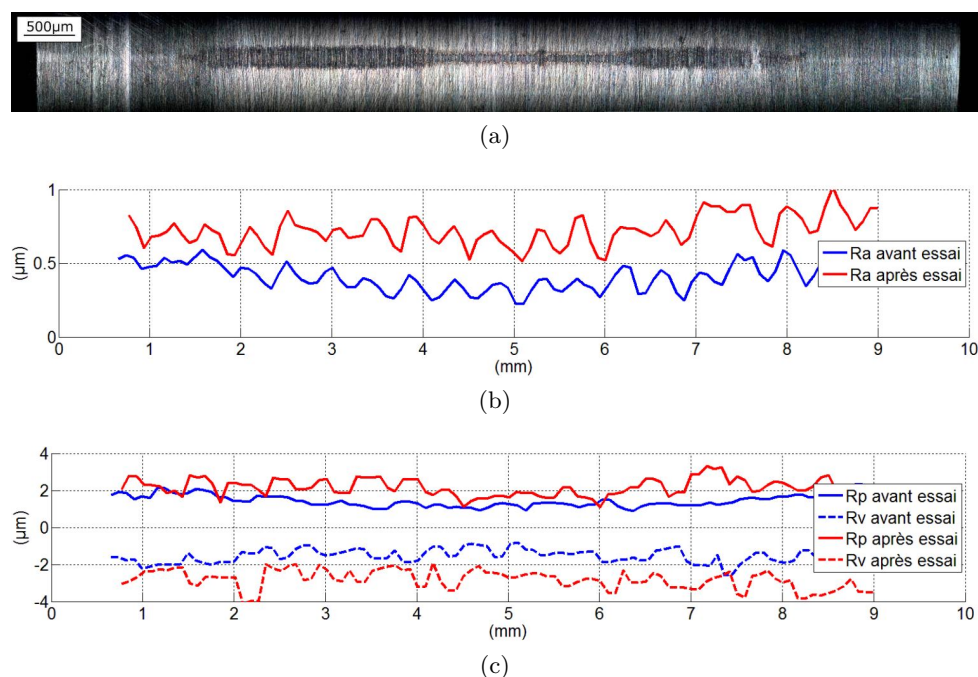 500µm
(a)
1
0.5
0
(µm)
0 1 2 3 4 5 6 7 8 9 10
(mm)
Ra avant essai
Ra après essai
(b)
4
2
0
-2
-4
(µm)
0 1 2 3 4 5 6 7 8 9 10
(mm)
Rp avant essai
Rv avant essai
Rp après essai
Rv après essai
(c)